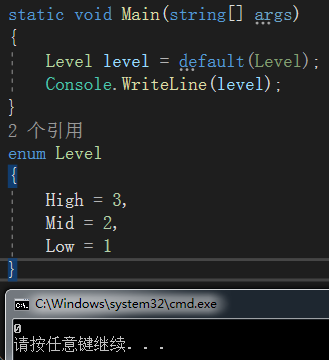 static void Main(string[] args)
{
Level level = default(Level);
Console.WriteLine(level);
}
2 个引用
enum Level
{
High = 3,
Mid = 2,
Low = 1
}
C:\Windows\system32\cmd.exe
0
请按任意键继续. . .